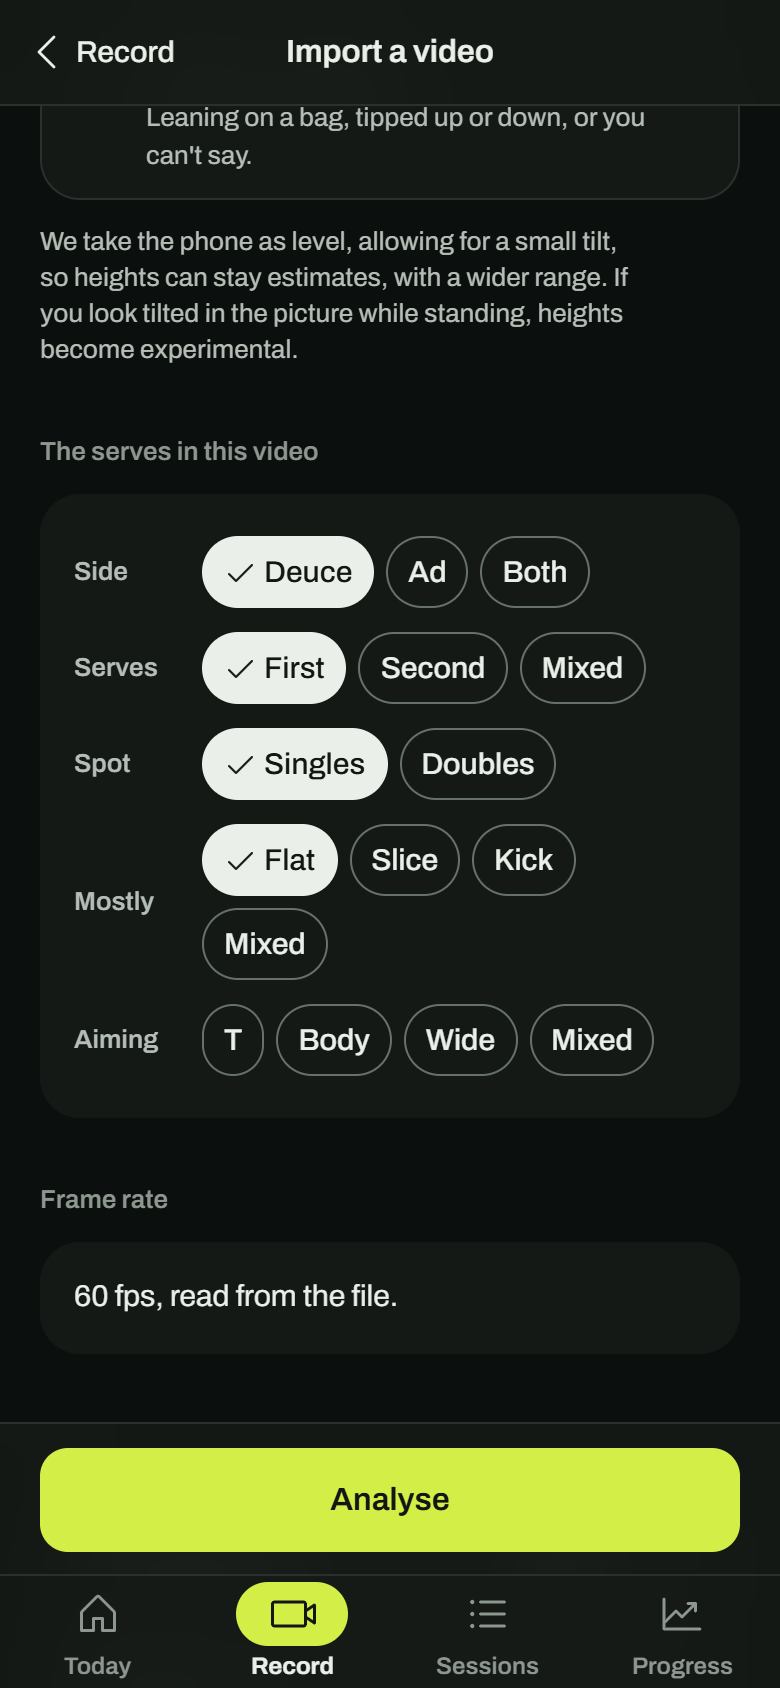 Record
Import a video
Leaning on a bag, tipped up or down, or you
can't say.
We take the phone as level, allowing for a small tilt,
so heights can stay estimates, with a wider range. If
you look tilted in the picture while standing, heights
become experimental.
The serves in this video
Side Deuce Ad Both
Serves First Second Mixed
Spot Singles Doubles
Mostly Flat Slice Kick
Mixed
Aiming T Body Wide Mixed
Frame rate
60 fps, read from the file.
Analyse
Today Record Sessions Progress